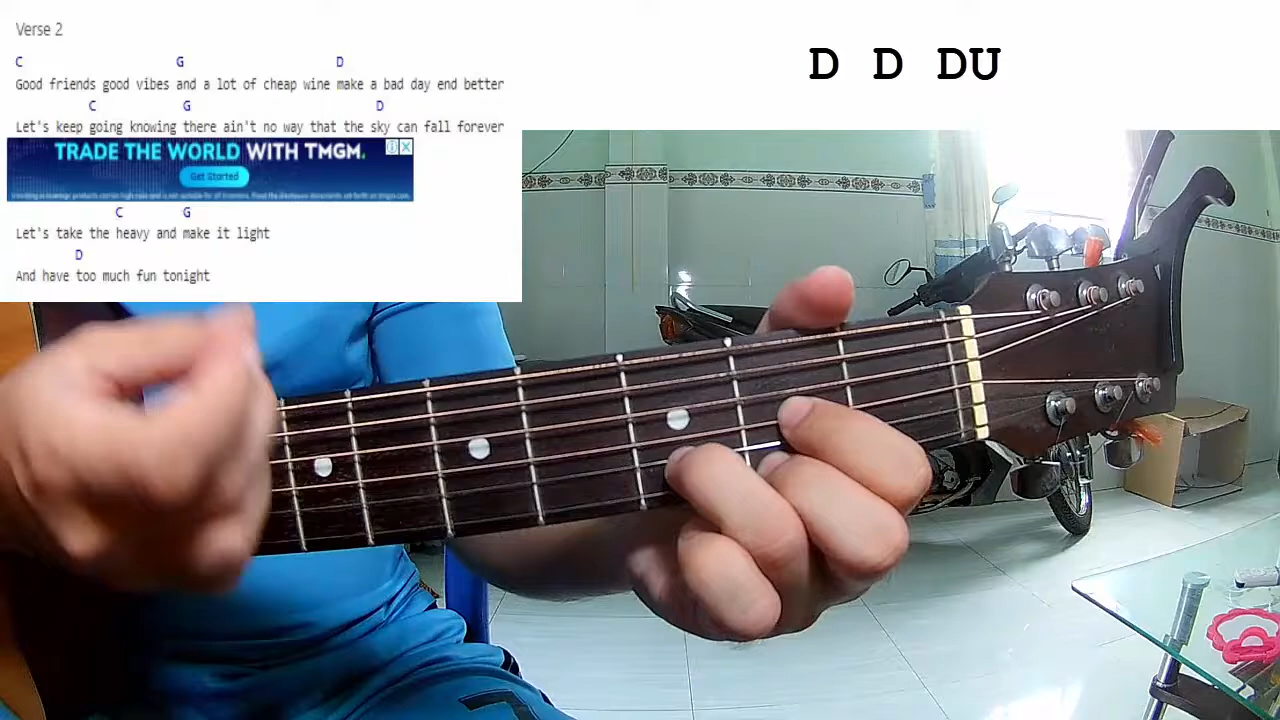 Verse 2
C G D
Good friends good vibes and a lot of cheap wine make a bad day end better
C G D
Let's keep going knowing there ain't no way that the sky can fall forever
TRADE THE WORLD WITH TMGM.
Get Started
C G
Let's take the heavy and make it light
D
And have too much fun tonight
D D DU